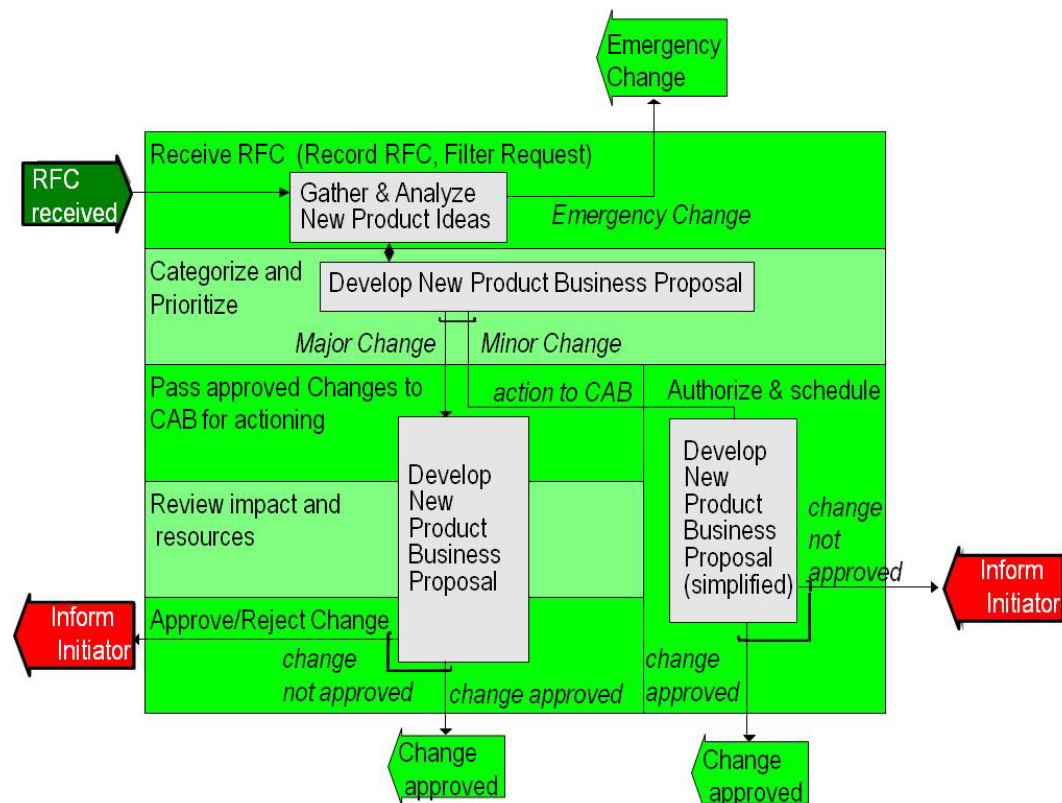 Emergency
Change
Receive RFC (Record RFC, Filter Request)
RFC
received
Gather & Analyze
New Product Ideas
Emergency Change
Categorize and
Prioritize
Develop New Product Business Proposal
Major Change
Minor Change
Pass approved Changes to
CAB for actioning
action to CAB
Authorize & schedule
Develop
New
Product
Business
Proposal
Develop
New
Product
Business
Proposal
(simplified)
change
not
approved
Review impact and
resources
Inform
Initiator
Inform
Initiator
Approve/Reject Change
change
not approved
change approved
change
approved
Change
approved
Change
approved